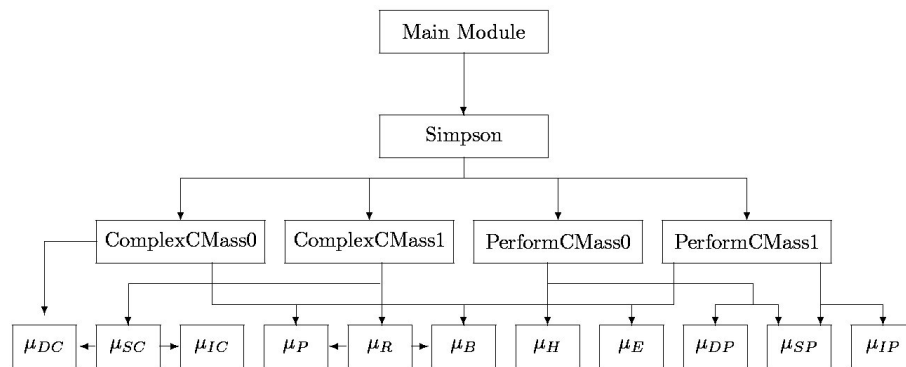 Main Module
Simpson
ComplexCMass0 ComplexCMass1 PerformCMass0 PerformCMass1
μ_DC μ_SC μ_IC μ_P μ_R μ_B μ_H μ_E μ_DP μ_SP μ_IP